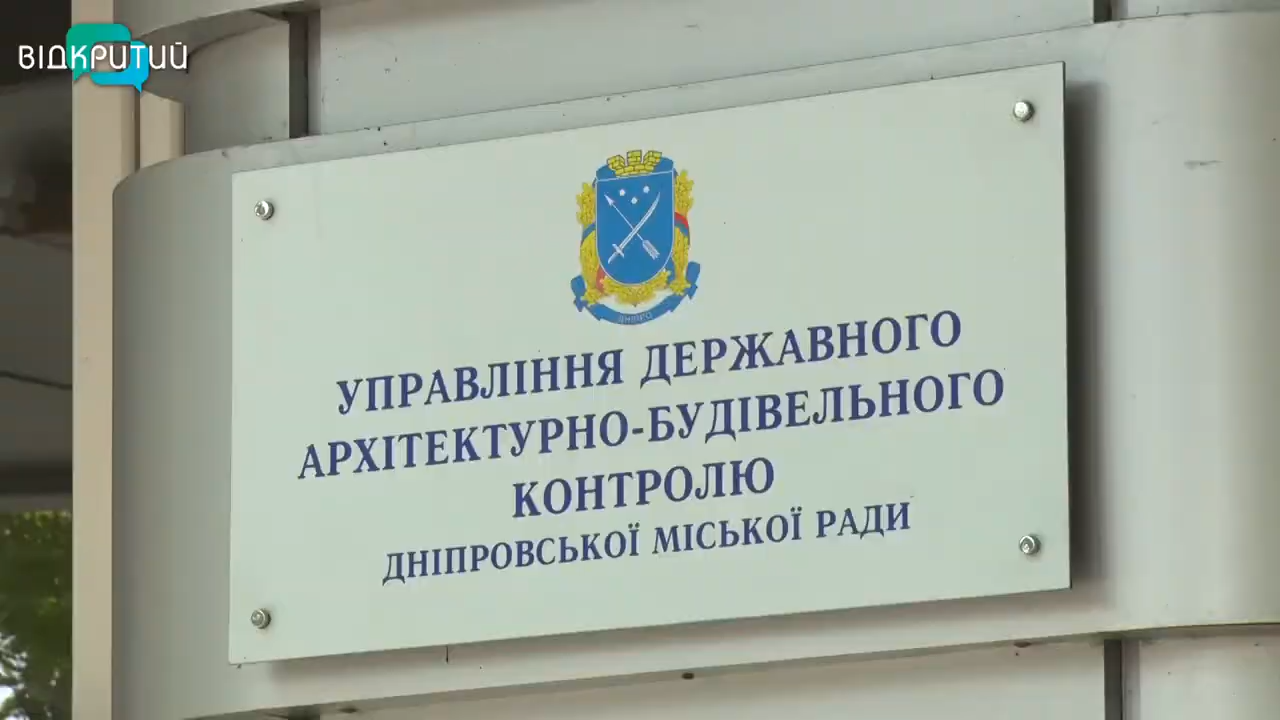 ВІДКРИТИЙ
ДНІПРО
УПРАВЛІННЯ ДЕРЖАВНОГО
АРХІТЕКТУРНО-БУДІВЕЛЬНОГО
КОНТРОЛЮ
ДНІПРОВСЬКОЇ МІСЬКОЇ РАДИ